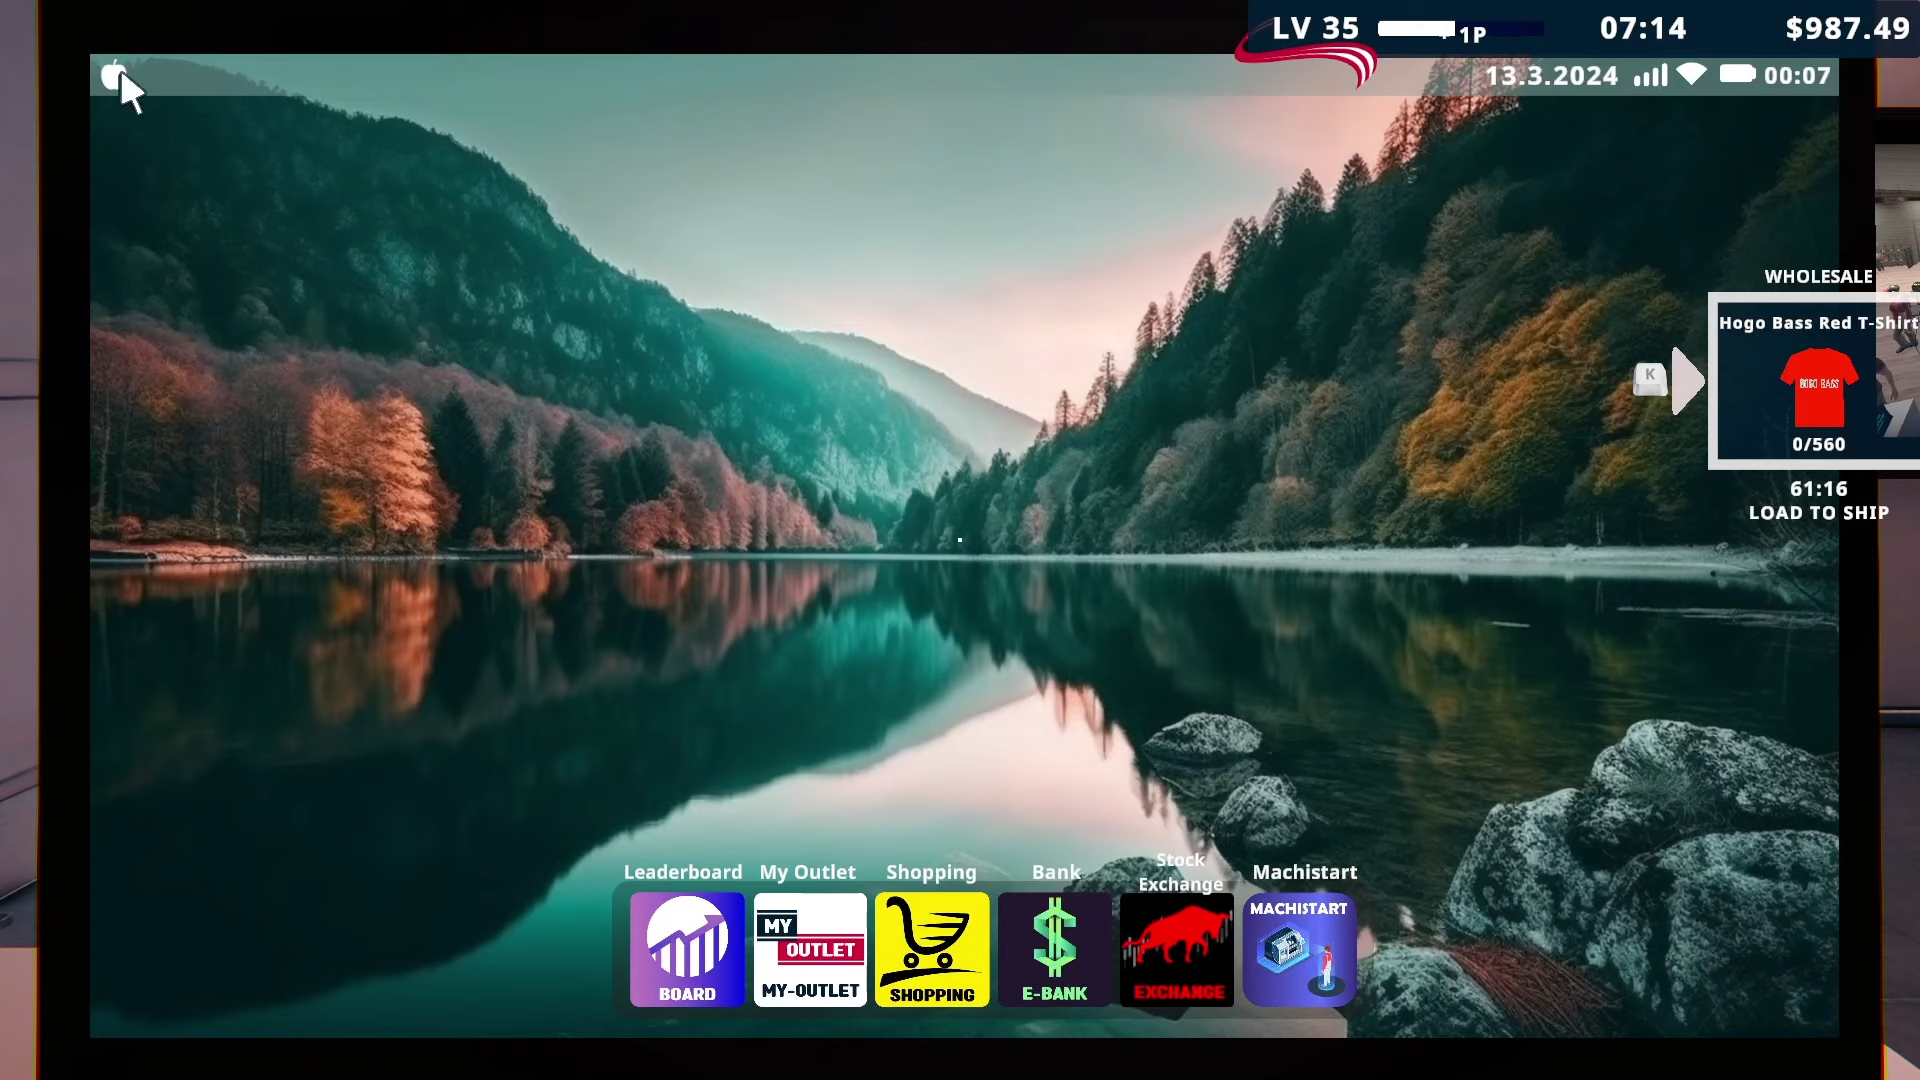 LV 35
1P
07:14
$987.49
13.3.2024
00:07
WHOLESALE
Hogo Bass Red T-Shirt
HOGO BASS
K
0/560
61:16
LOAD TO SHIP
Leaderboard
My Outlet
Shopping
Bank
Stock
Exchange
Machistart
BOARD
MY
OUTLET
MY-OUTLET
SHOPPING
E-BANK
EXCHANGE
MACHISTART